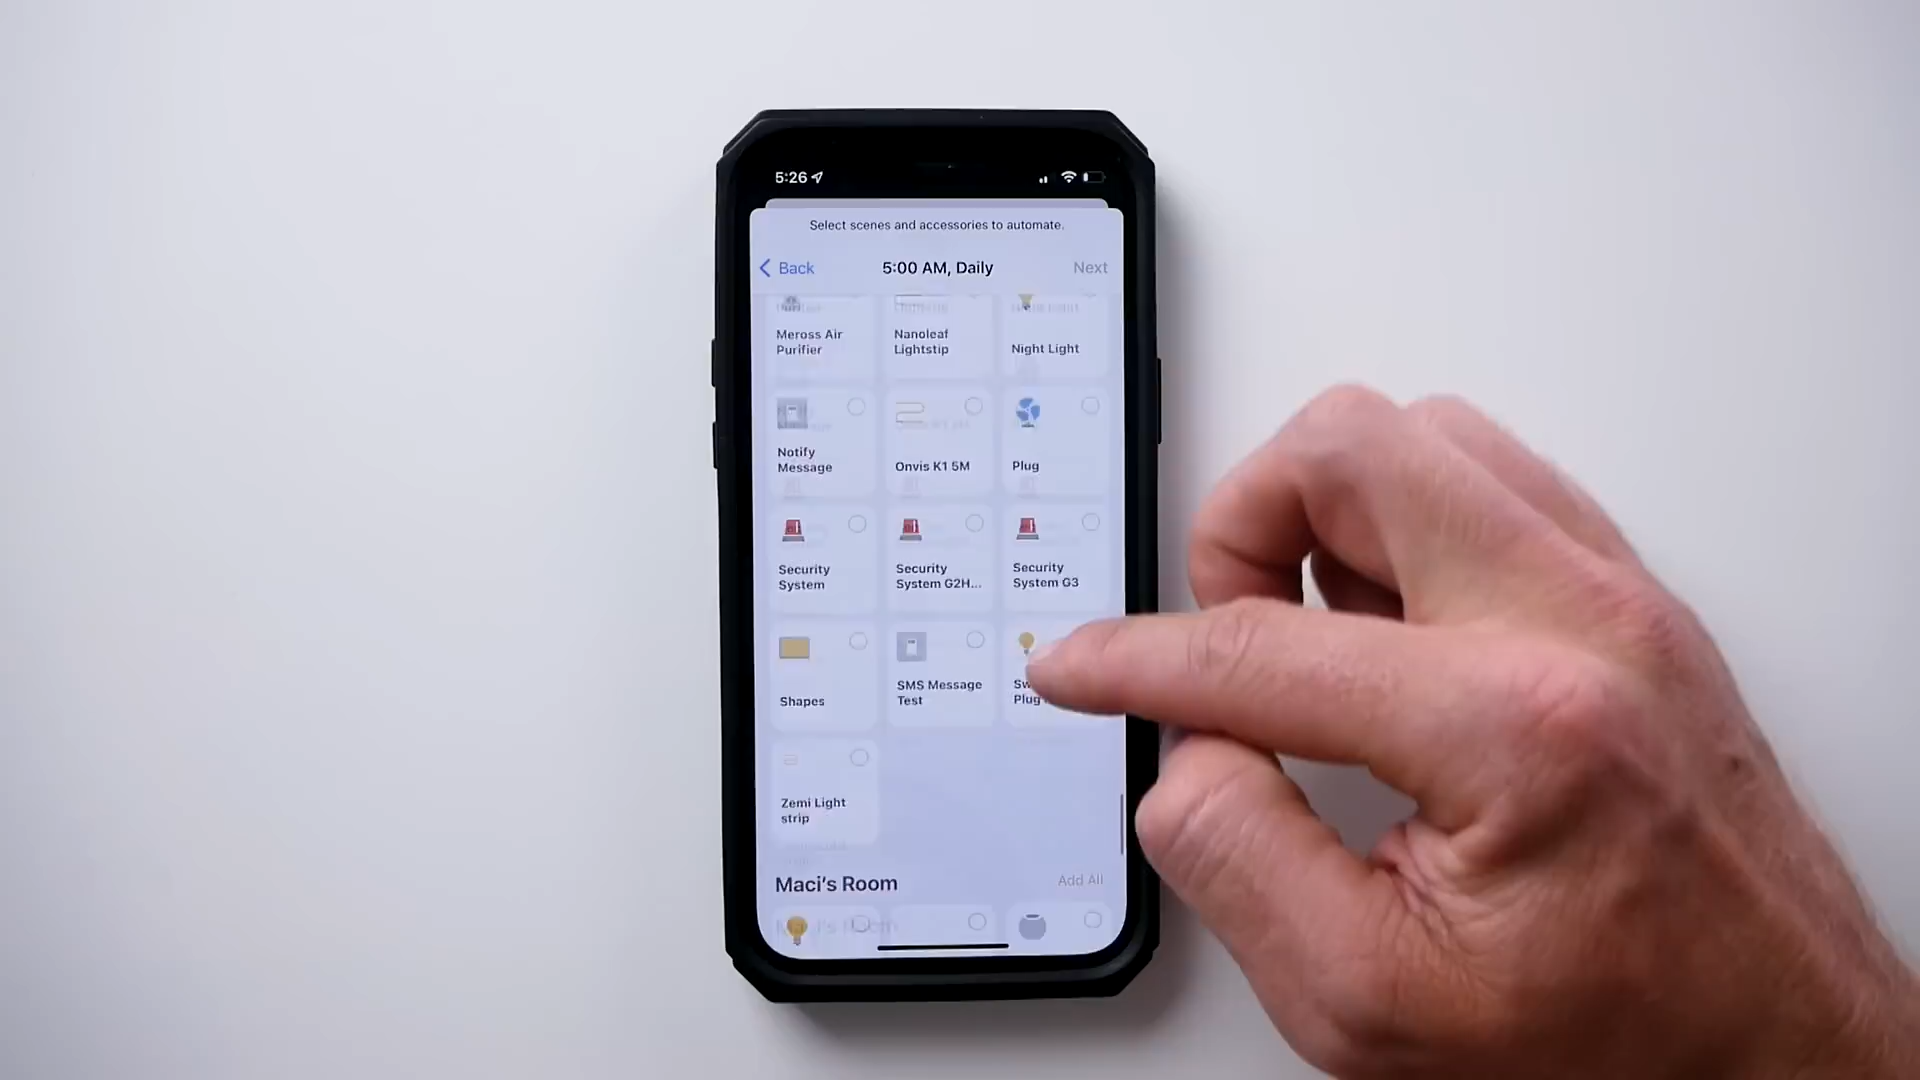 5:26
Select scenes and accessories to automate.
Back
5:00 AM, Daily
Next
Meross Air
Purifier
Nanoleaf
Lightstip
Night Light
Notify
Message
Onvis K1 5M
Plug
Security
System
Security
System G2H...
Security
System G3
Shapes
SMS Message
Test
Plug
Zemi Light
strip
Maci's Room
Add All